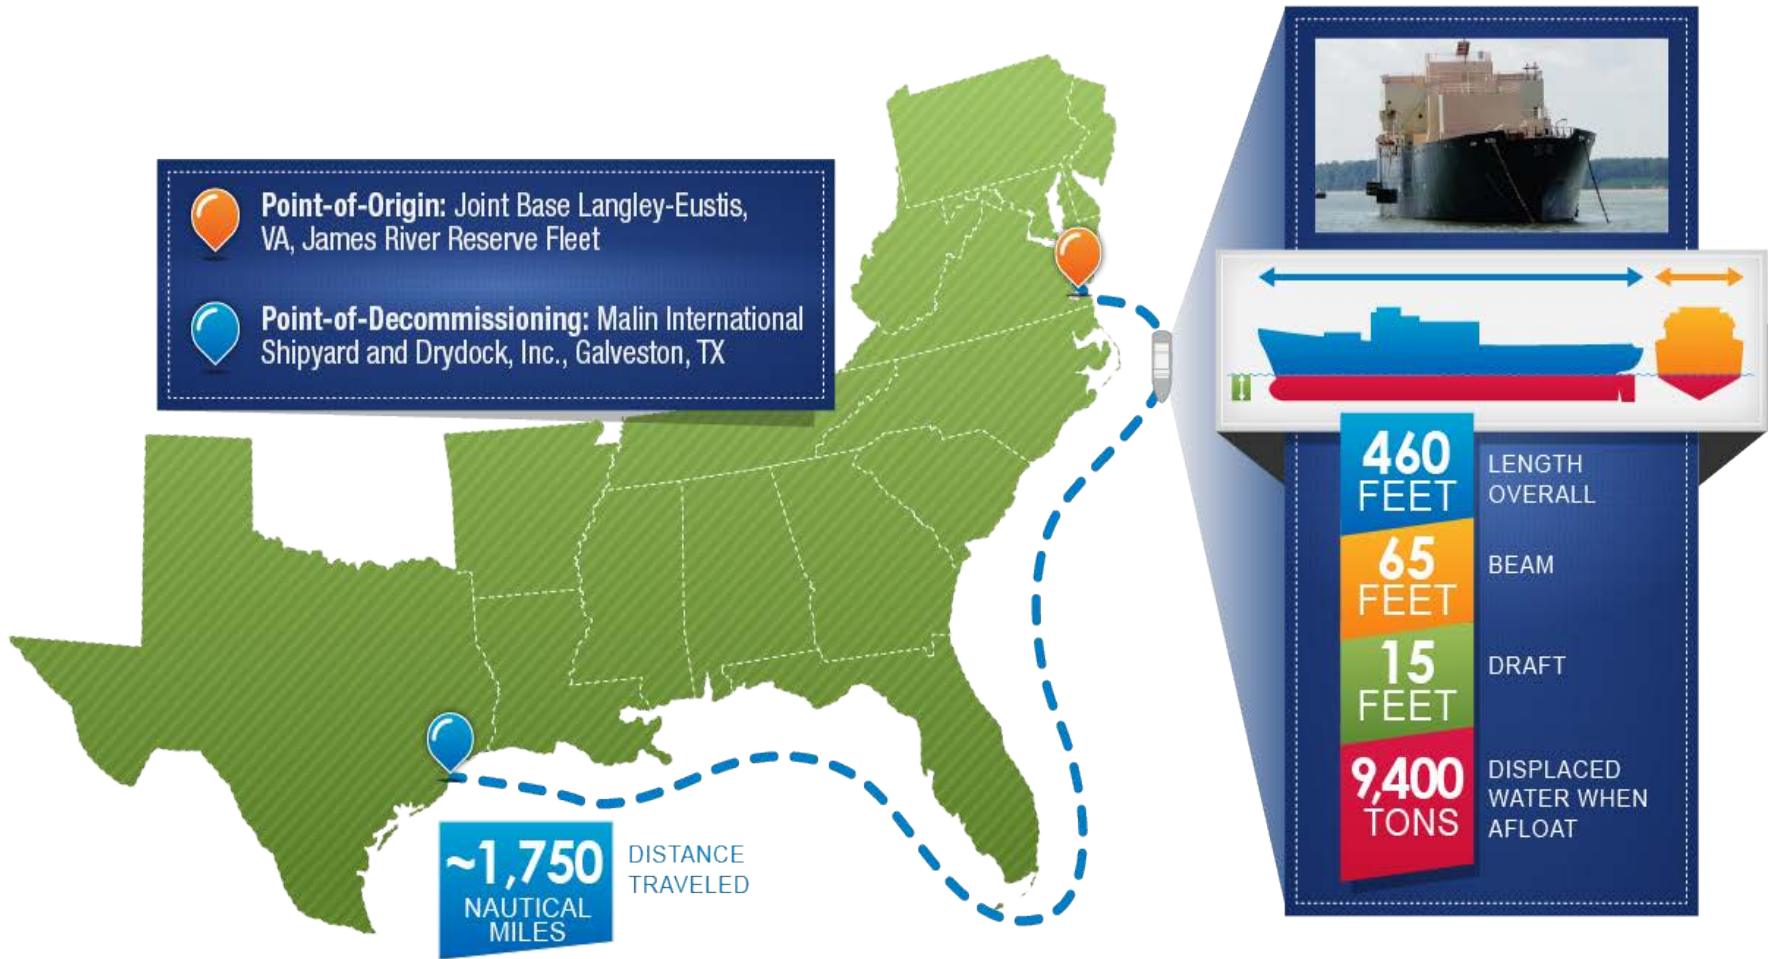 Point-of-Origin: Joint Base Langley-Eustis,
VA, James River Reserve Fleet
Point-of-Decommissioning: Malin International
Shipyard and Drydock, Inc., Galveston, TX
~1,750
NAUTICAL
MILES
DISTANCE
TRAVELED
460
FEET
LENGTH
OVERALL
65
FEET
BEAM
15
FEET
DRAFT
9,400
TONS
DISPLACED
WATER WHEN
AFLOAT